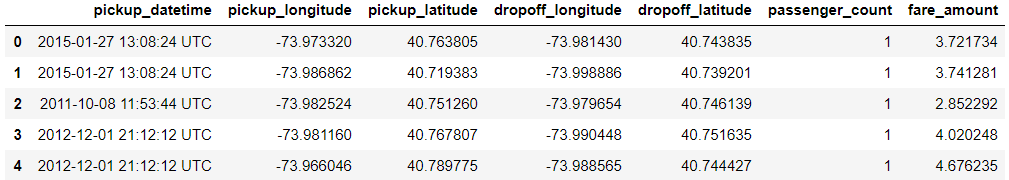 pickup_datetime pickup_longitude pickup_latitude dropoff_longitude dropoff_latitude passenger_count fare_amount
0 2015-01-27 13:08:24 UTC -73.973320 40.763805 -73.981430 40.743835 1 3.721734
1 2015-01-27 13:08:24 UTC -73.986862 40.719383 -73.998886 40.739201 1 3.741281
2 2011-10-08 11:53:44 UTC -73.982524 40.751260 -73.979654 40.746139 1 2.852292
3 2012-12-01 21:12:12 UTC -73.981160 40.767807 -73.990448 40.751635 1 4.020248
4 2012-12-01 21:12:12 UTC -73.966046 40.789775 -73.988565 40.744427 1 4.676235